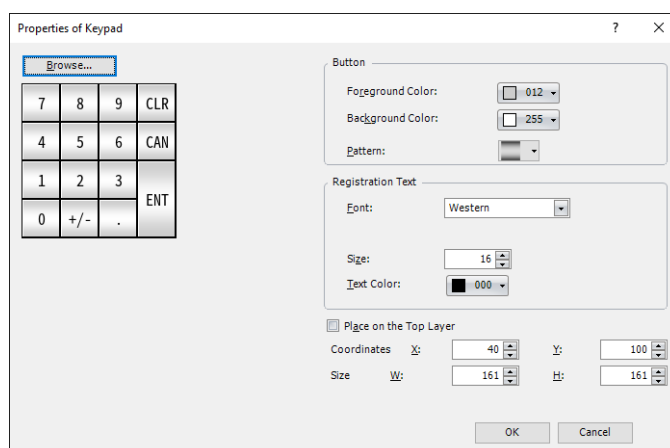 Properties of Keypad ? ×
Browse...
7 8 9 CLR
4 5 6 CAN
1 2 3
ENT
0 +/- .
Button
Foreground Color: 012
Background Color: 255
Pattern:
Registration Text
Font: Western
Size: 16
Text Color: 000
Place on the Top Layer
Coordinates X: 40 Y: 100
Size W: 161 H: 161
OK Cancel